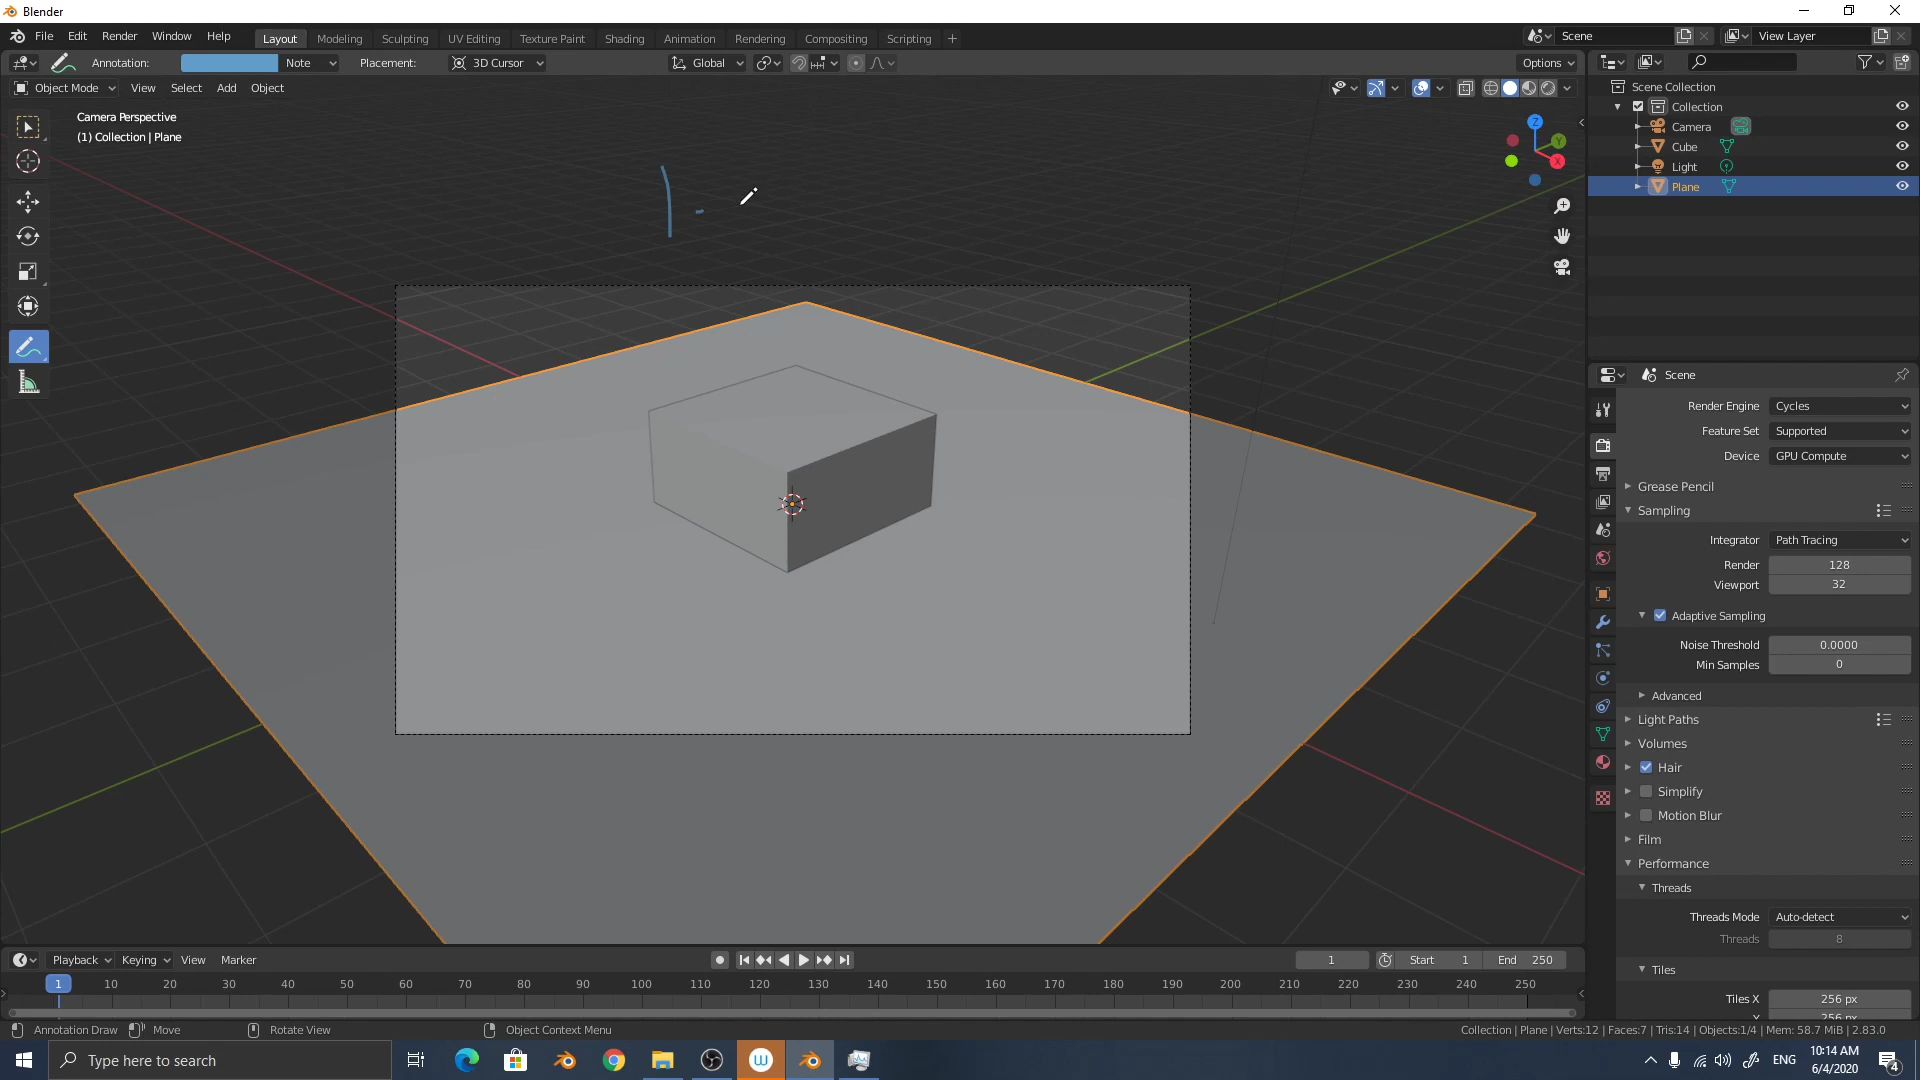 Blender
File Edit Render Window Help Layout Modeling Sculpting UV Editing Texture Paint Shading Animation Rendering Compositing Scripting + Scene View Layer
Annotation: Note Placement: 3D Cursor Global Options
Object Mode View Select Add Object
Camera Perspective
(1) Collection | Plane
Z
Y
X
Scene Collection
Collection
Camera
Cube
Light
Plane
Scene
Render Engine Cycles
Feature Set Supported
Device GPU Compute
Grease Pencil
Sampling
Integrator Path Tracing
Render 128
Viewport 32
Adaptive Sampling
Noise Threshold 0.0000
Min Samples 0
Advanced
Light Paths
Volumes
Hair
Simplify
Motion Blur
Film
Performance
Threads
Threads Mode Auto-detect
Threads 8
Tiles
Tiles X 256 px
Y 256 px
Playback Keying View Marker 1 Start 1 End 250
1 10 20 30 40 50 60 70 80 90 100 110 120 130 140 150 160 170 180 190 200 210 220 230 240 250
Annotation Draw Move Rotate View Object Context Menu Collection | Plane | Verts:12 | Faces:7 | Tris:14 | Objects:1/4 | Mem: 58.7 MiB | 2.83.0
Type here to search ENG 10:14 AM
6/4/2020 4